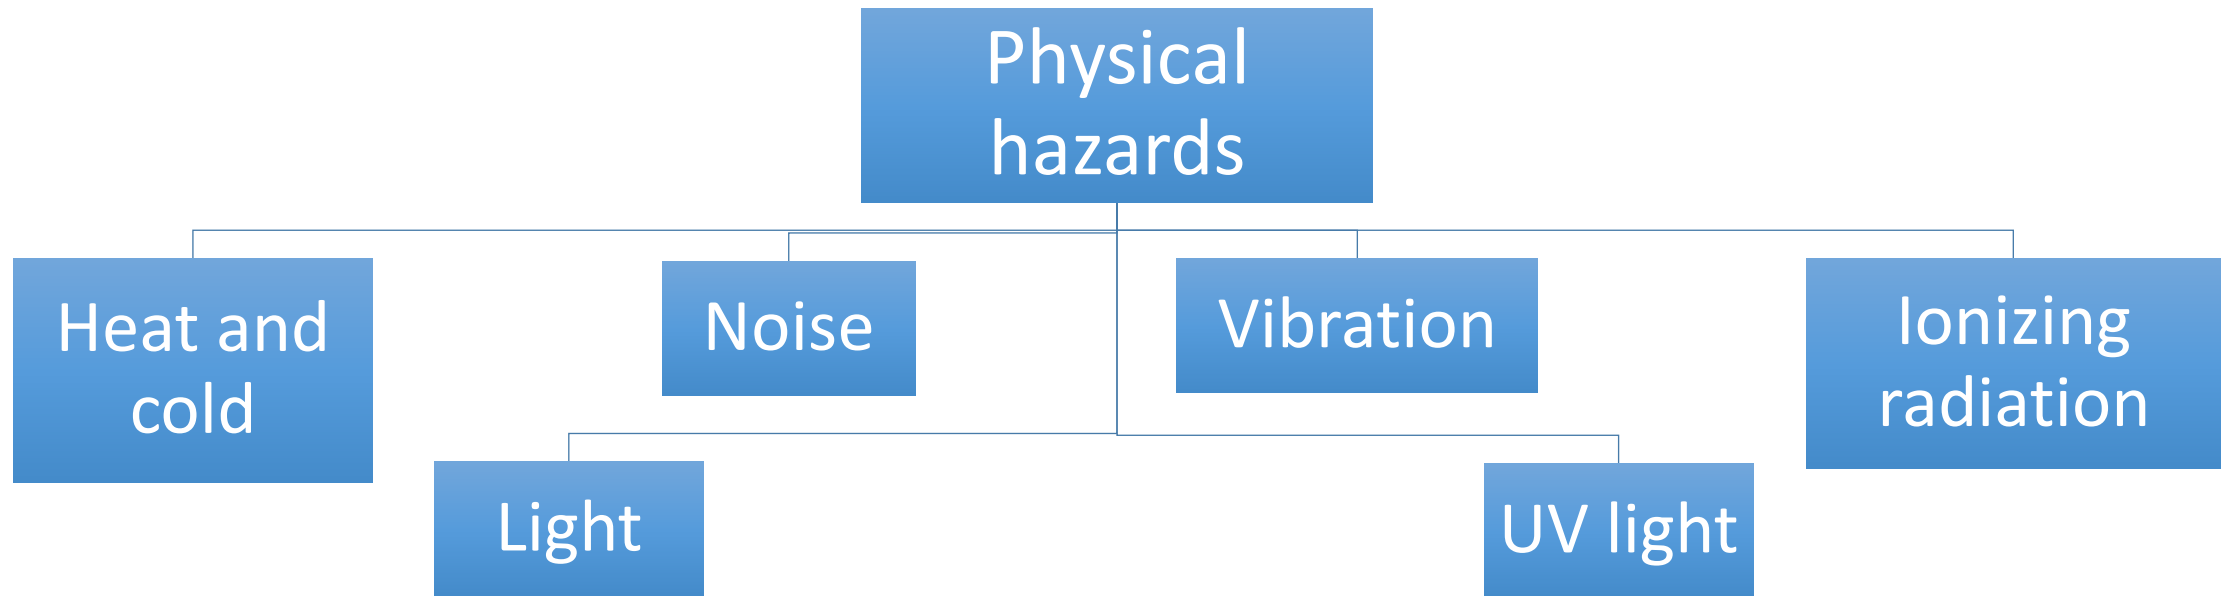 Physical
hazards
Heat and
cold
Noise
Vibration
Ionizing
radiation
Light
UV light